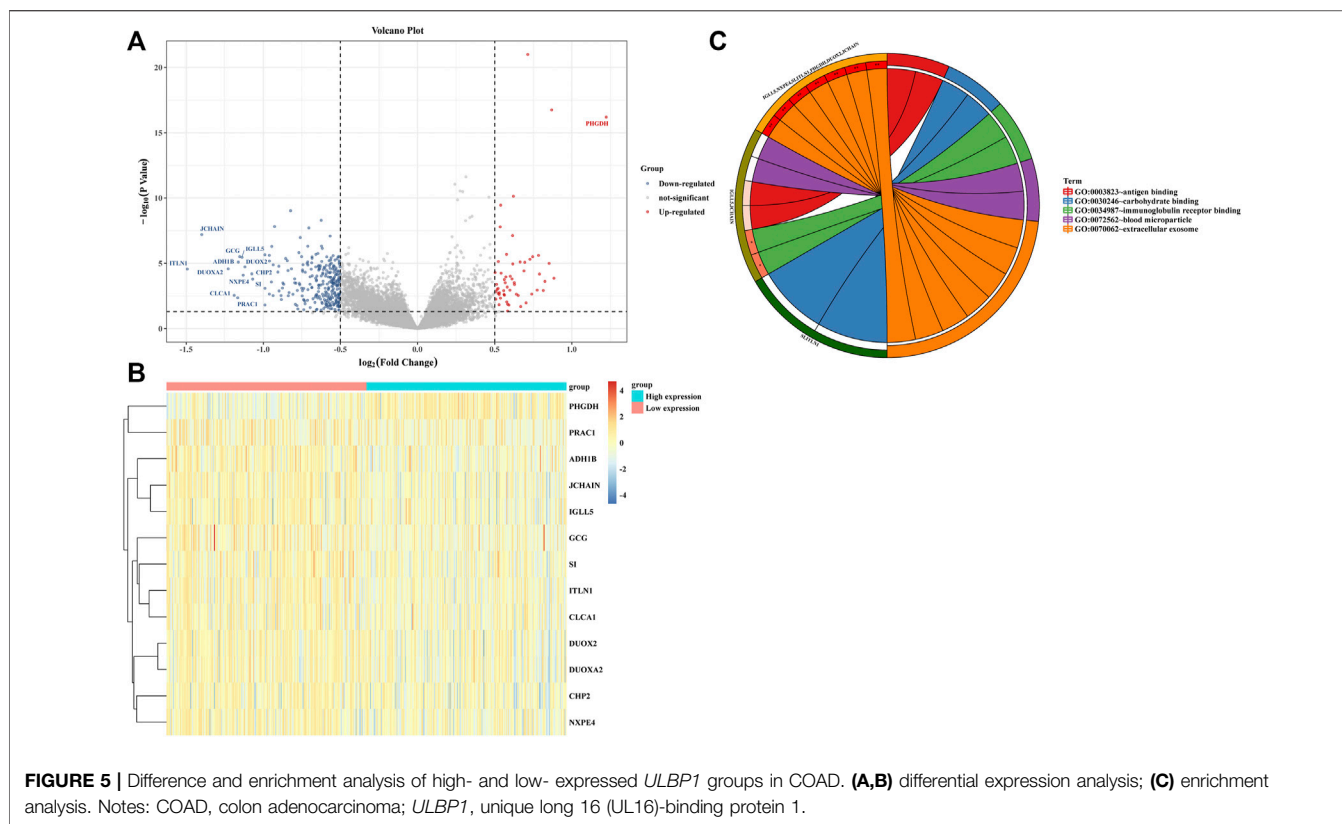 A
Volcano Plot
20
15
10
5
0
−log₁₀(P Value)
PHGDH
JCHAIN
GCG
IGLL5
ITLN1
ADH1B
DUOX2
DUOXA2
CHP2
NXPE4
SI
CLCA1
PRAC1
-1.5
-1.0
-0.5
0.0
0.5
1.0
log₂(Fold Change)
Group
Down-regulated
not-significant
Up-regulated
B
group
PHGDH
PRAC1
ADH1B
JCHAIN
IGLL5
GCG
SI
ITLN1
CLCA1
DUOX2
DUOXA2
CHP2
NXPE4
4
2
0
-2
-4
group
High expression
Low expression
C
IGLL5,JCHAIN
SI,ITLN1
Term
GO:0003823~antigen binding
GO:0030246~carbohydrate binding
GO:0034987~immunoglobulin receptor binding
GO:0072562~blood microparticle
GO:0070062~extracellular exosome
FIGURE 5 | Difference and enrichment analysis of high- and low- expressed ULBP1 groups in COAD. (A,B) differential expression analysis; (C) enrichment
analysis. Notes: COAD, colon adenocarcinoma; ULBP1, unique long 16 (UL16)-binding protein 1.